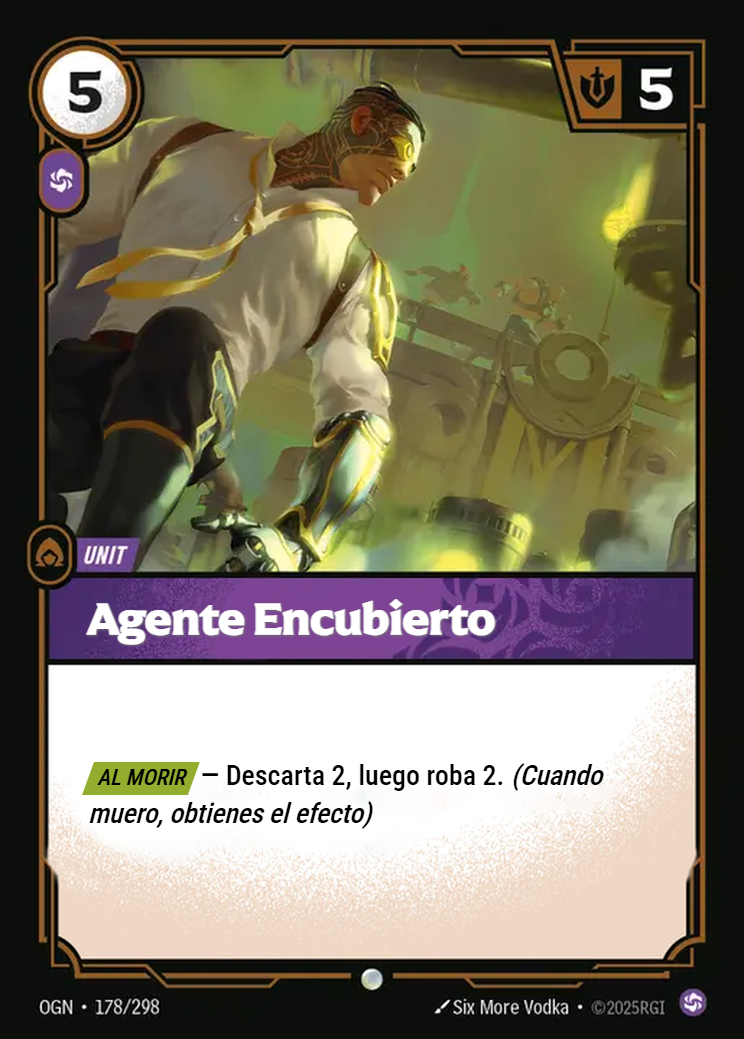 5
5
UNIT
Agente Encubierto
AL MORIR — Descarta 2, luego roba 2. (Cuando
muero, obtienes el efecto)
OGN • 178/298
Six More Vodka • ©2025RGI